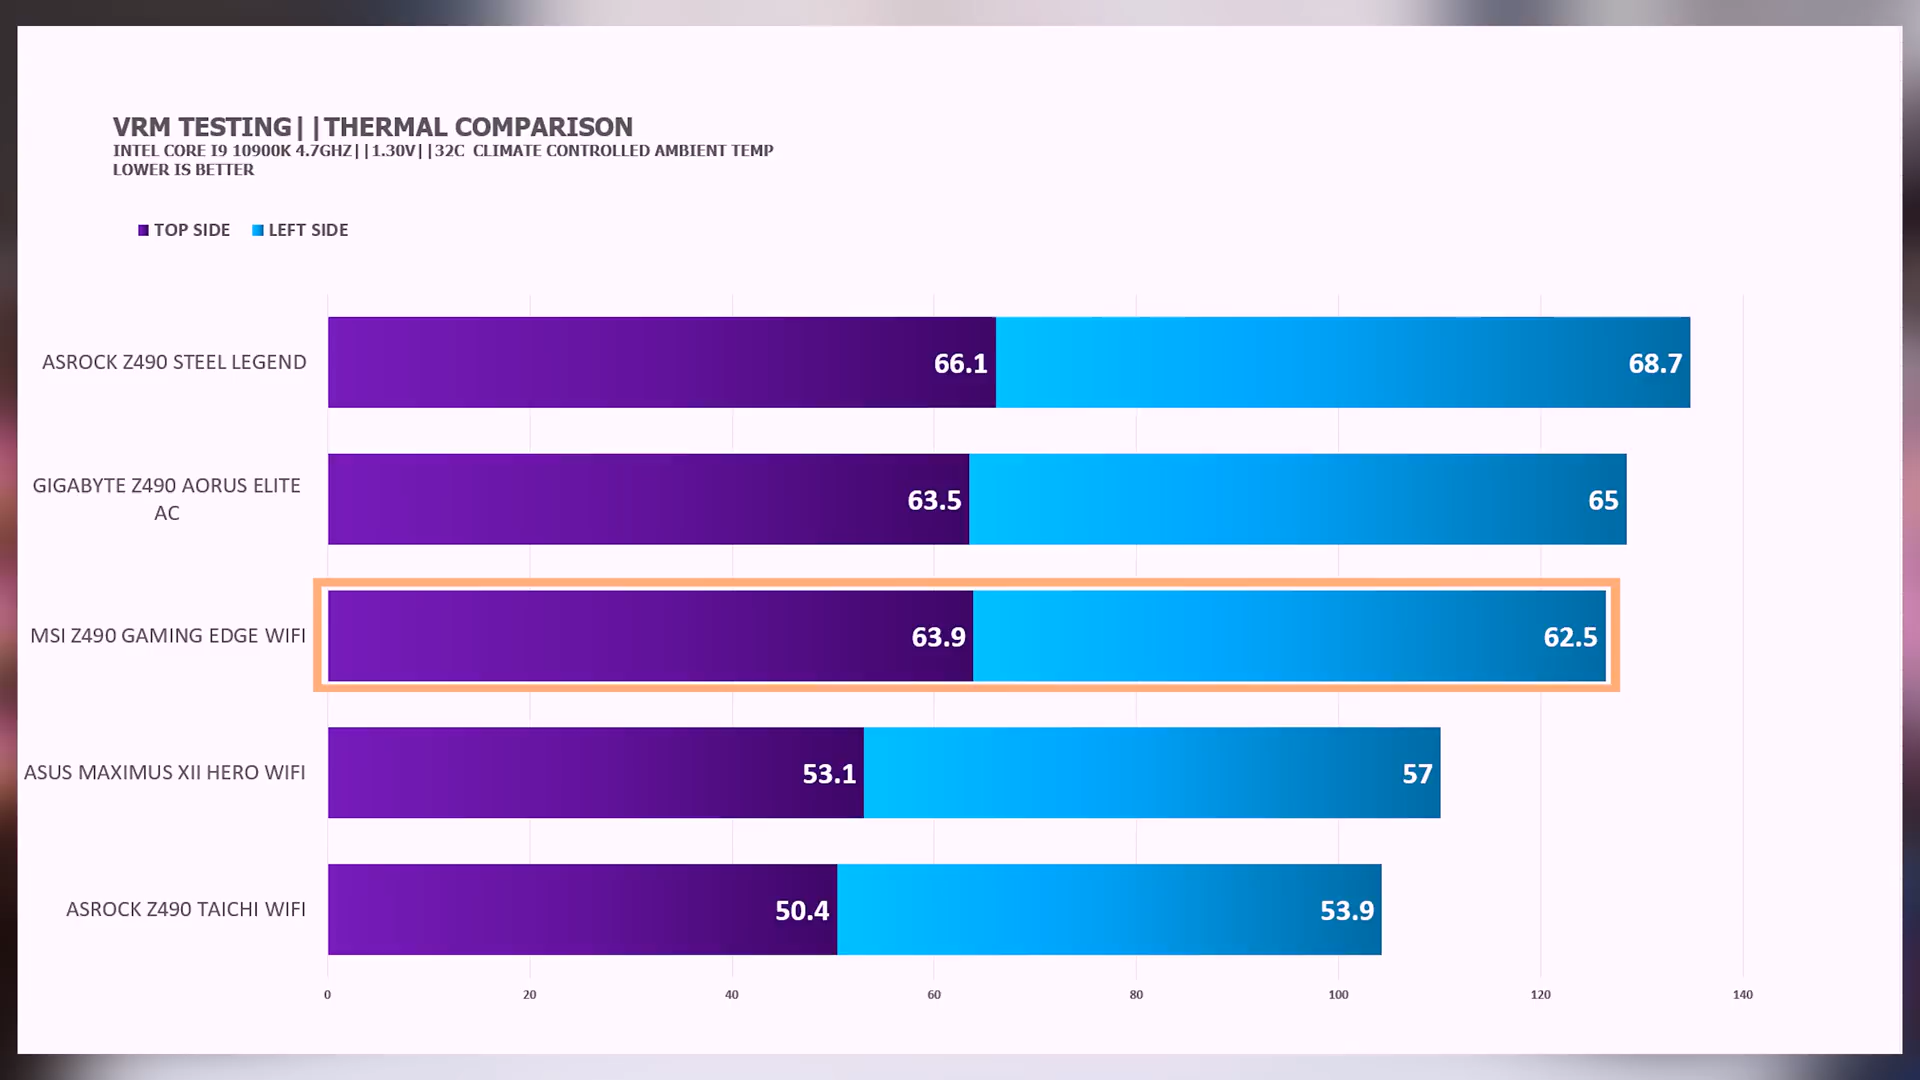 VRM TESTING||THERMAL COMPARISON
INTEL CORE I9 10900K 4.7GHZ||1.30V||32C CLIMATE CONTROLLED AMBIENT TEMP
LOWER IS BETTER
TOP SIDE LEFT SIDE
ASROCK Z490 STEEL LEGEND 66.1 68.7
GIGABYTE Z490 AORUS ELITE
AC 63.5 65
MSI Z490 GAMING EDGE WIFI 63.9 62.5
ASUS MAXIMUS XII HERO WIFI 53.1 57
ASROCK Z490 TAICHI WIFI 50.4 53.9
0 20 40 60 80 100 120 140